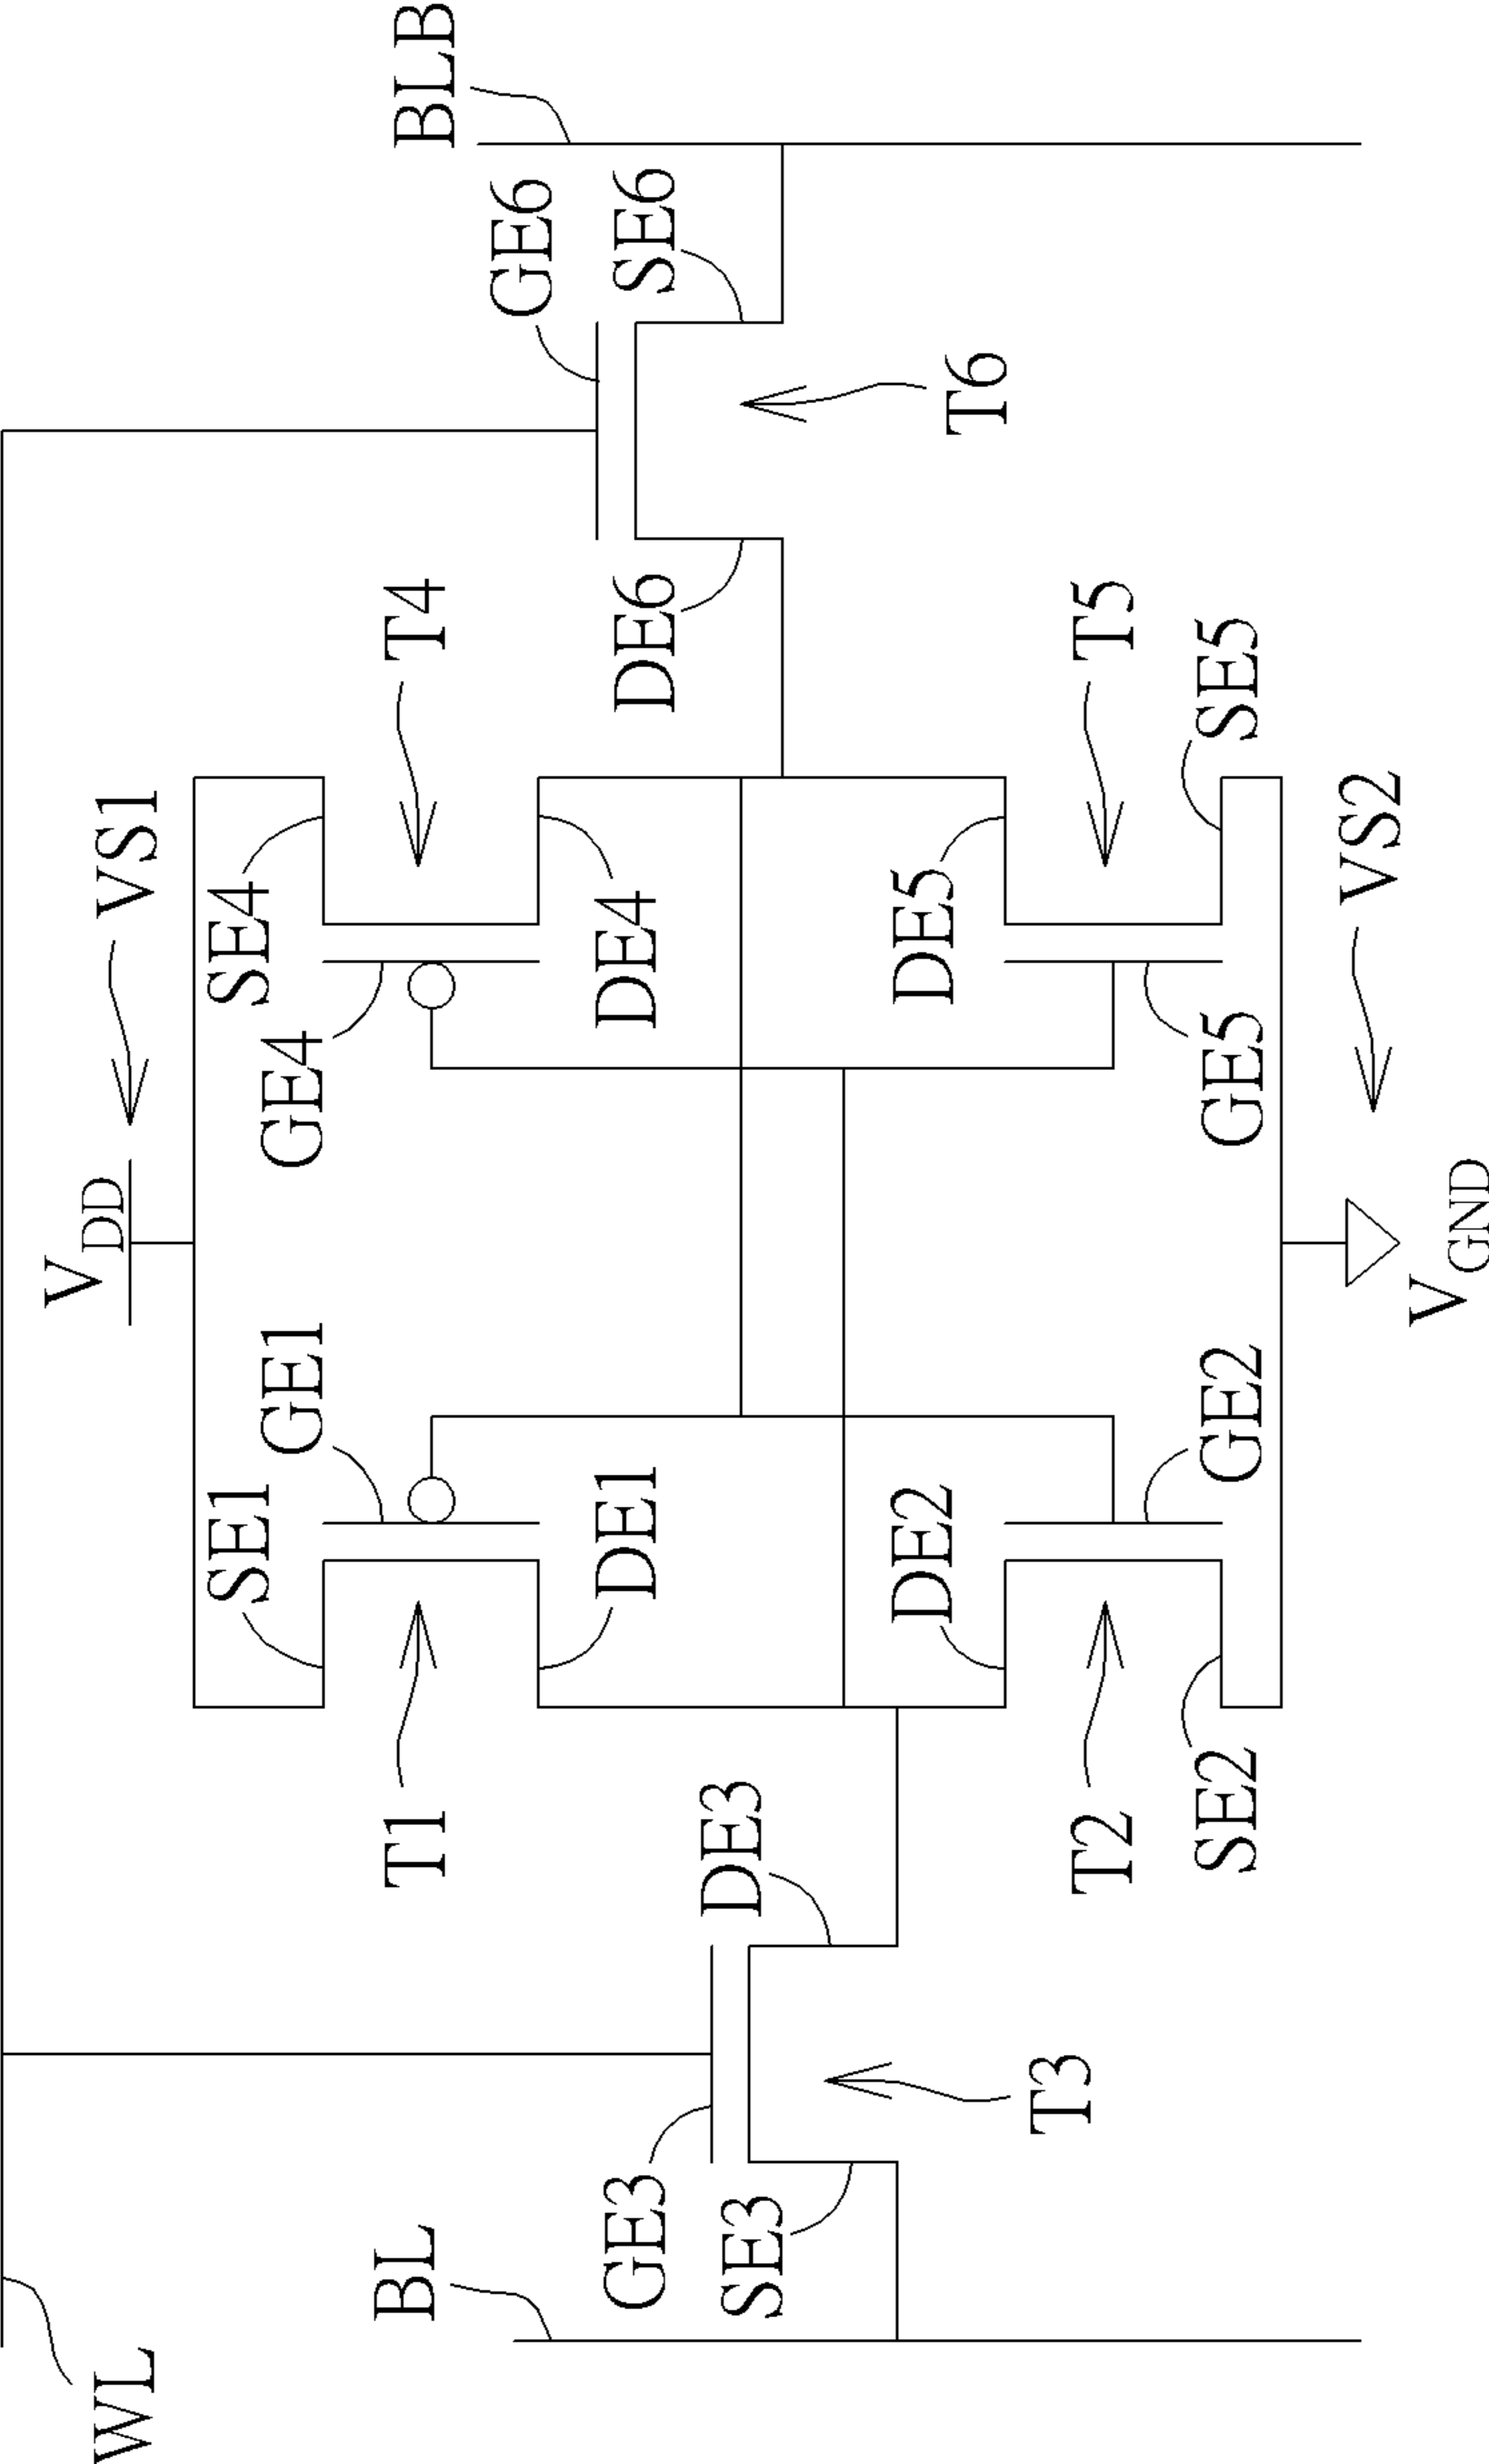 WL
BL
BLB
VDD
VS1
SE1
GE1
GE4
SE4
T1
T4
DE1
DE4
GE6
SE6
DE6
T6
GE3
SE3
DE3
T3
DE2
DE5
T2
T5
SE2
GE2
GE5
SE5
VGND
VS2